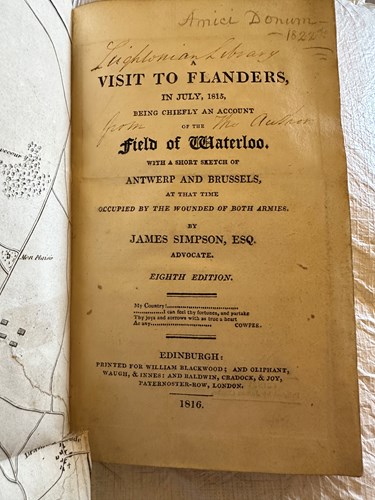 Amici Donum
1822
Leightonian Library
A
VISIT TO FLANDERS,
IN JULY, 1815,
BEING CHIEFLY AN ACCOUNT
OF THE
from The Author
Field of Waterloo.
WITH A SHORT SKETCH OF
ANTWERP AND BRUSSELS,
AT THAT TIME
OCCUPIED BY THE WOUNDED OF BOTH ARMIES.
BY
JAMES SIMPSON, ESQ.
ADVOCATE.
EIGHTH EDITION.
My Country!..............................
............I can feel thy fortunes, and partake
Thy joys and sorrows with as true a heart
As any........................ COWPER.
EDINBURGH:
PRINTED FOR WILLIAM BLACKWOOD; AND OLIPHANT,
WAUGH, & INNES: AND BALDWIN, CRADOCK, & JOY,
PATERNOSTER-ROW, LONDON.
1816.
Mon Plaisir